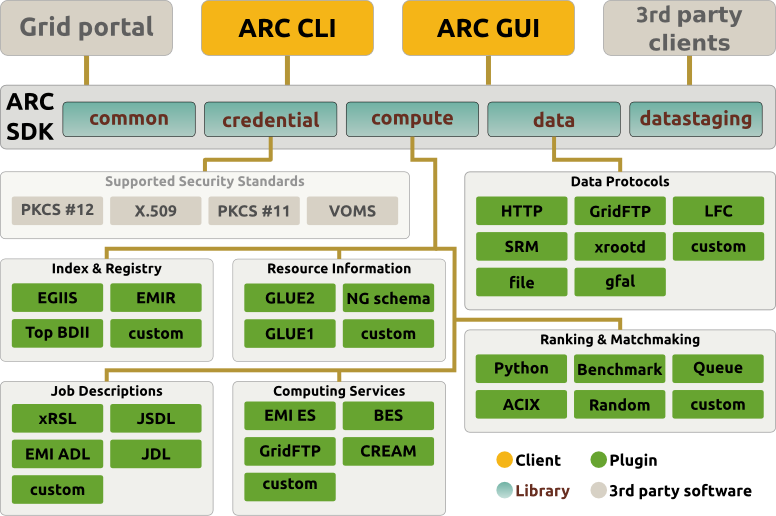 Grid portal
ARC CLI
ARC GUI
3rd party
clients
ARC
SDK
common
credential
compute
data
datastaging
Supported Security Standards
PKCS #12
X.509
PKCS #11
VOMS
Data Protocols
HTTP
GridFTP
LFC
SRM
xrootd
custom
file
gfal
Index & Registry
EGIIS
EMIR
Top BDII
custom
Resource Information
GLUE2
NG schema
GLUE1
custom
Ranking & Matchmaking
Python
Benchmark
Queue
ACIX
Random
custom
Job Descriptions
xRSL
JSDL
EMI ADL
JDL
custom
Computing Services
EMI ES
BES
GridFTP
CREAM
custom
Client
Plugin
Library
3rd party software